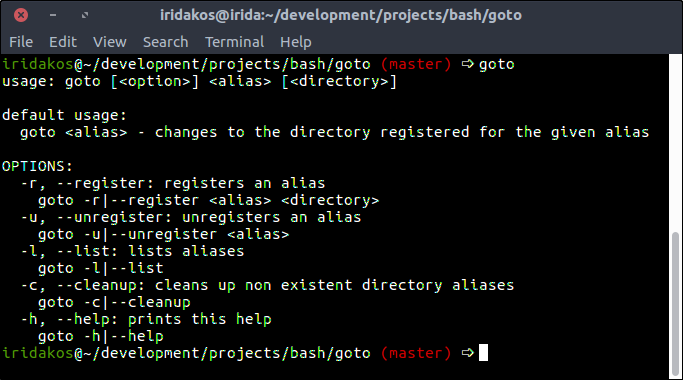 iridakos@irida:~/development/projects/bash/goto
File Edit View Search Terminal Help
iridakos@~/development/projects/bash/goto (master) ➩ goto
usage: goto [<option>] <alias> [<directory>]
default usage:
  goto <alias> - changes to the directory registered for the given alias
OPTIONS:
  -r, --register: registers an alias
    goto -r|--register <alias> <directory>
  -u, --unregister: unregisters an alias
    goto -u|--unregister <alias>
  -l, --list: lists aliases
    goto -l|--list
  -c, --cleanup: cleans up non existent directory aliases
    goto -c|--cleanup
  -h, --help: prints this help
    goto -h|--help
iridakos@~/development/projects/bash/goto (master) ➩